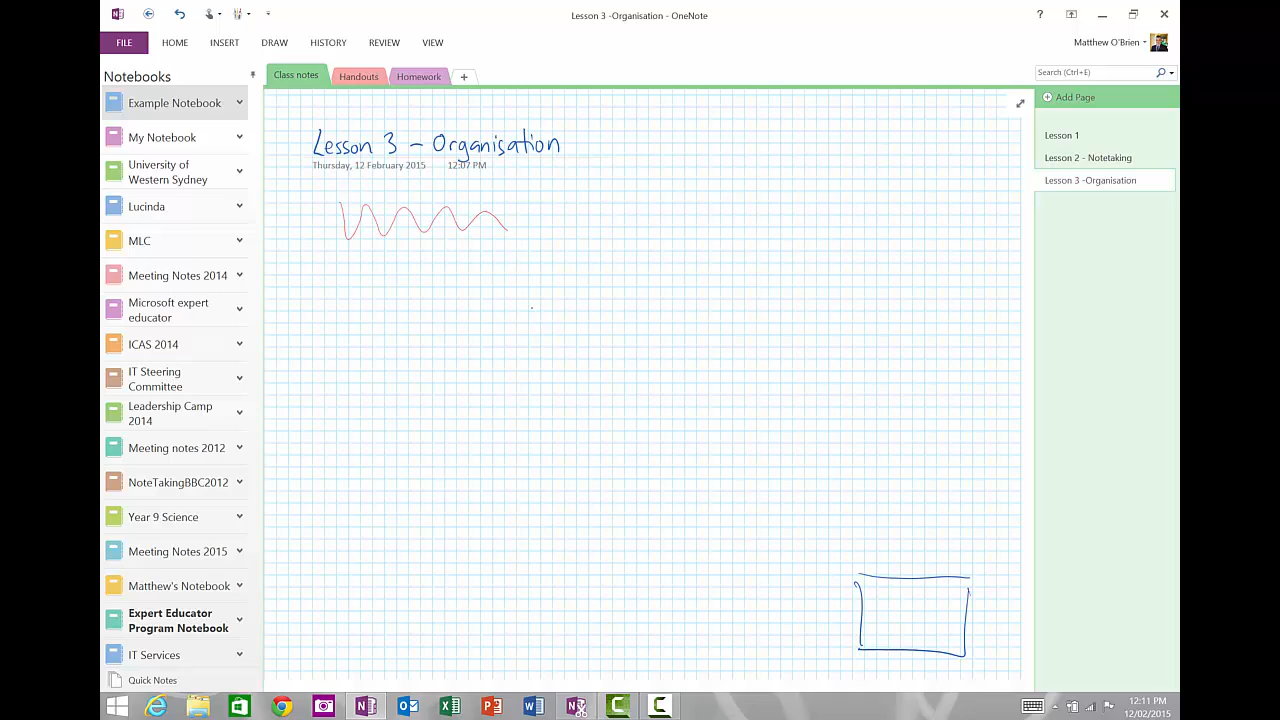 Lesson 3 -Organisation - OneNote
FILE HOME INSERT DRAW HISTORY REVIEW VIEW
Matthew O'Brien
Notebooks
Class notes Handouts Homework
Search (Ctrl+E)
Example Notebook
My Notebook
University of
Western Sydney
Lucinda
MLC
Meeting Notes 2014
Microsoft expert
educator
ICAS 2014
IT Steering
Committee
Leadership Camp
2014
Meeting notes 2012
NoteTakingBBC2012
Year 9 Science
Meeting Notes 2015
Matthew's Notebook
Expert Educator
Program Notebook
IT Services
Quick Notes
Lesson 3 - Organisation
Thursday, 12 February 2015 12:07 PM
Add Page
Lesson 1
Lesson 2 - Notetaking
Lesson 3 -Organisation
12:11 PM
12/02/2015